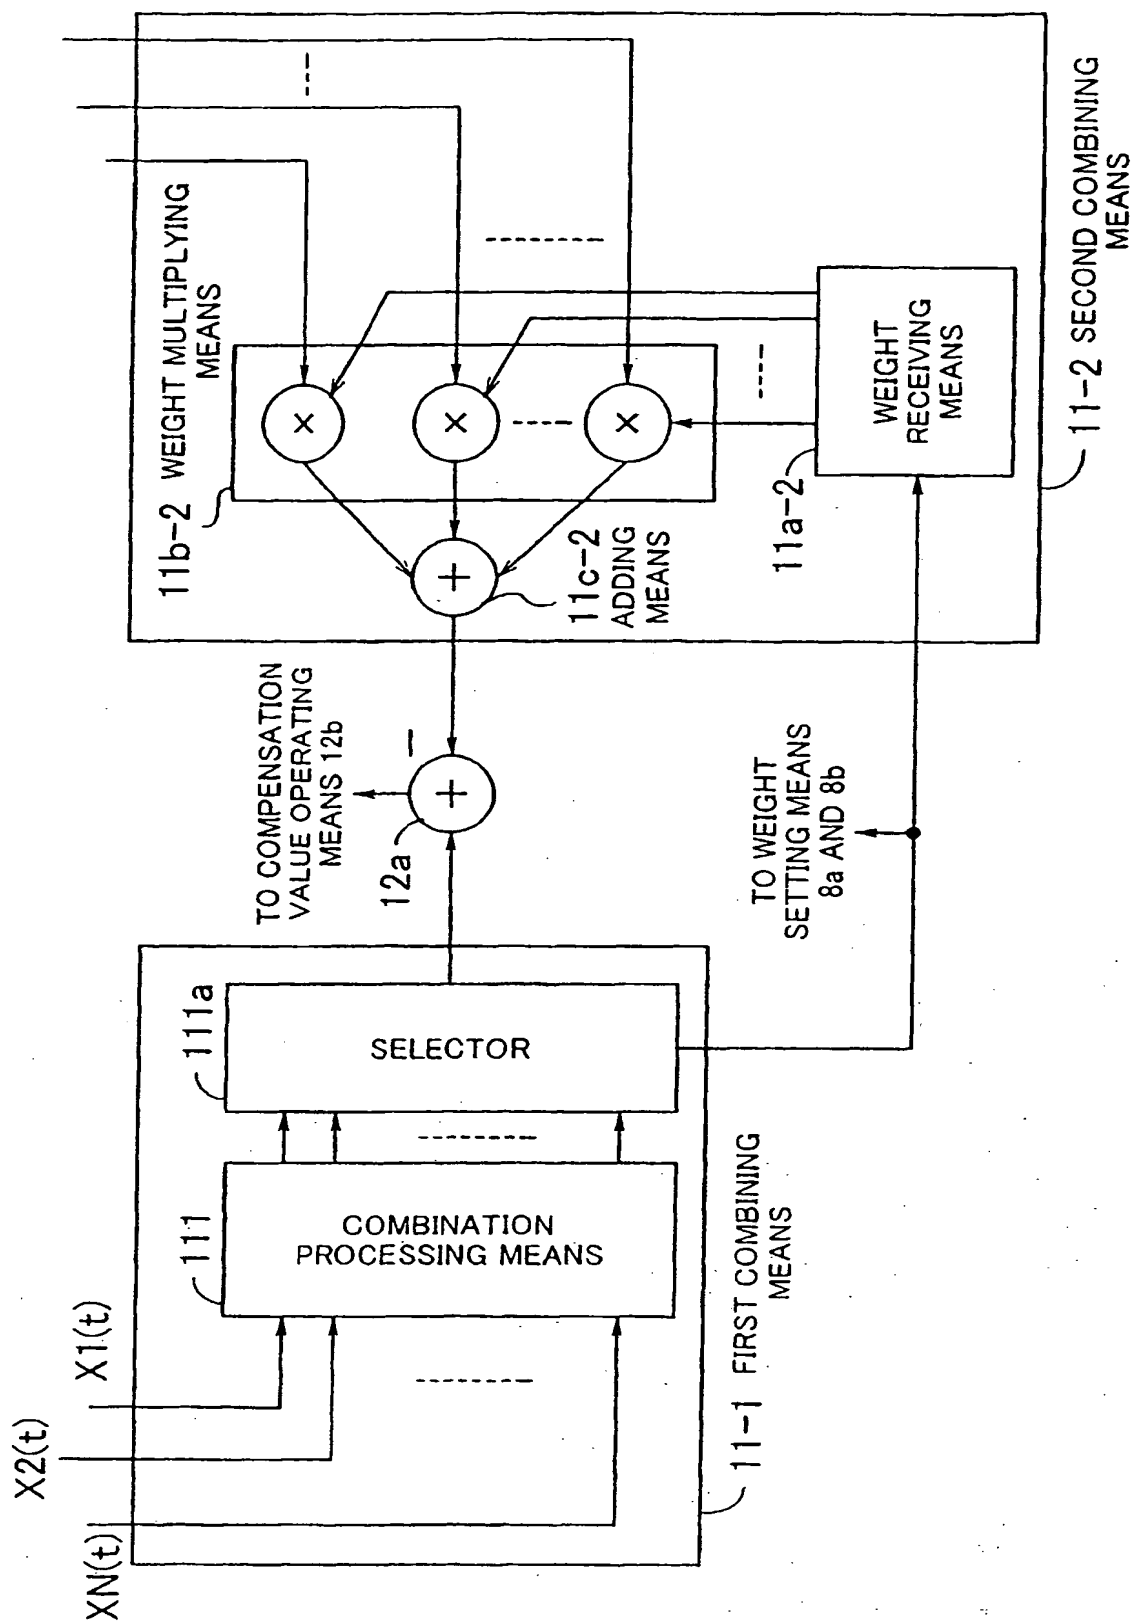 X1(t)
X2(t)
XN(t)
111
COMBINATION
PROCESSING MEANS
111a
SELECTOR
11-1 FIRST COMBINING
MEANS
TO COMPENSATION
VALUE OPERATING
MEANS 12b
12a
+
−
TO WEIGHT
SETTING MEANS
8a AND 8b
11b-2 WEIGHT MULTIPLYING
MEANS
×
×
×
+
11c-2
ADDING
MEANS
11a-2
WEIGHT
RECEIVING
MEANS
11-2 SECOND COMBINING
MEANS